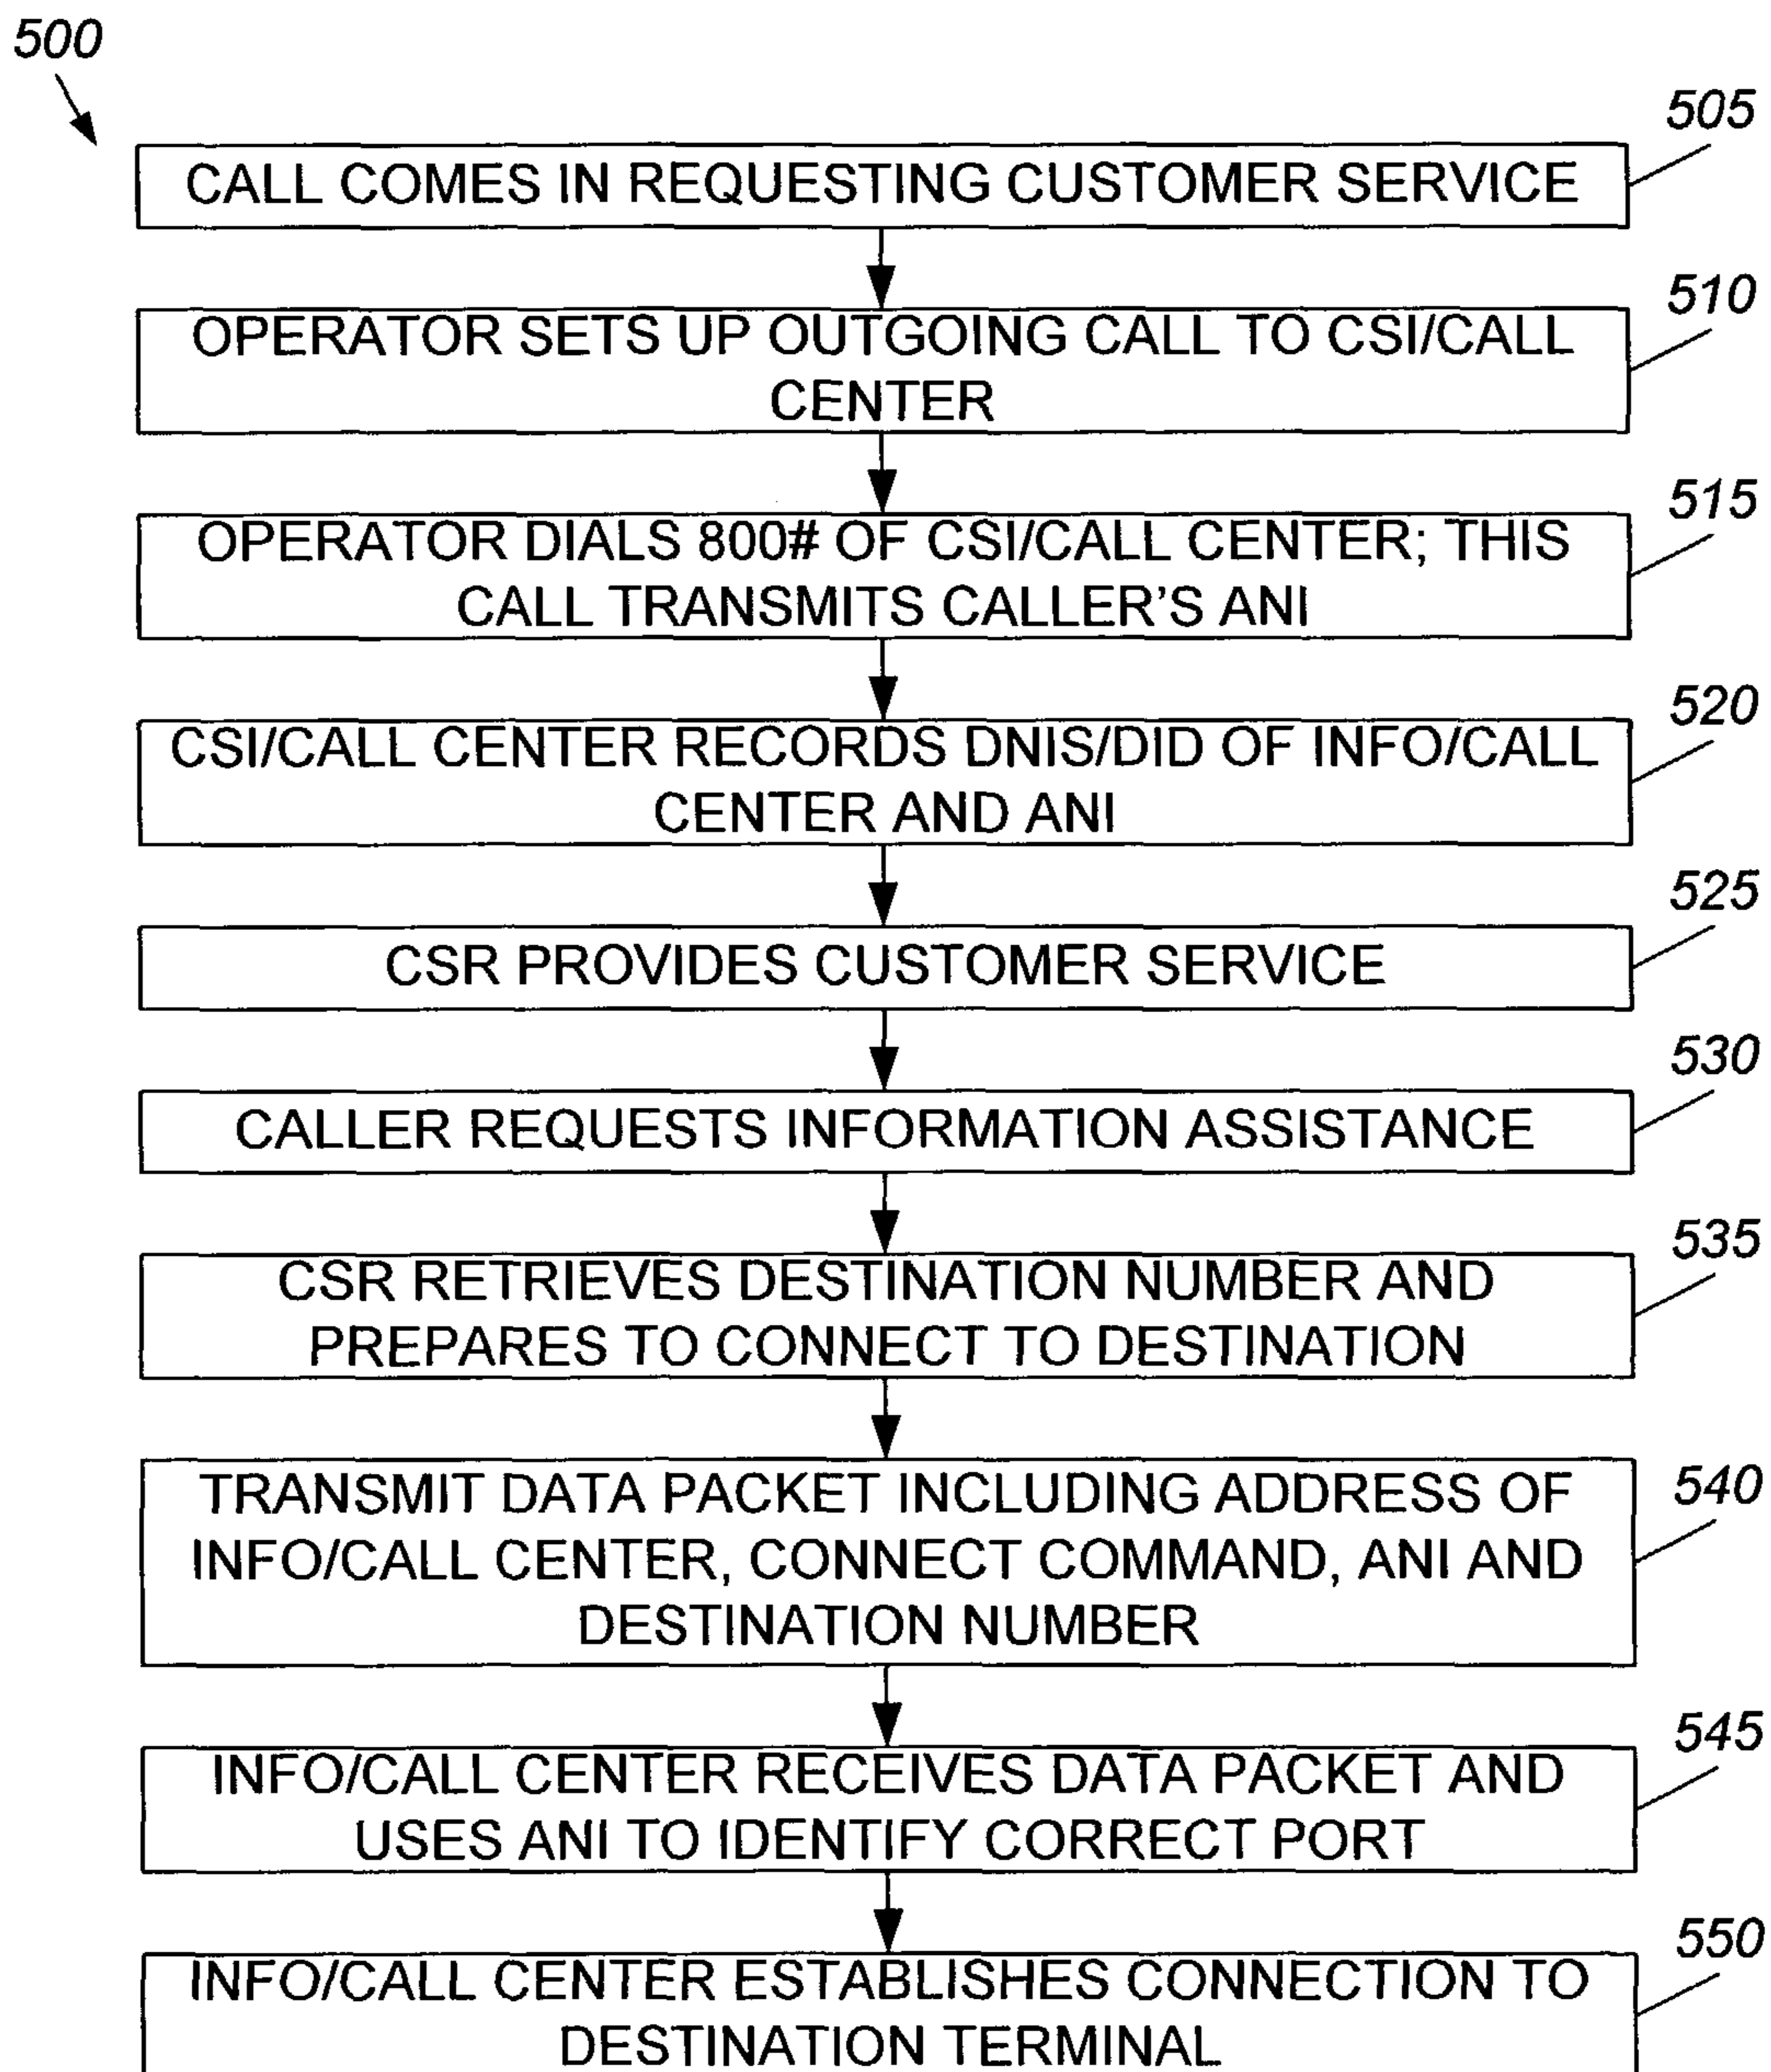 500
505
CALL COMES IN REQUESTING CUSTOMER SERVICE
510
OPERATOR SETS UP OUTGOING CALL TO CSI/CALL
CENTER
515
OPERATOR DIALS 800# OF CSI/CALL CENTER; THIS
CALL TRANSMITS CALLER'S ANI
520
CSI/CALL CENTER RECORDS DNIS/DID OF INFO/CALL
CENTER AND ANI
525
CSR PROVIDES CUSTOMER SERVICE
530
CALLER REQUESTS INFORMATION ASSISTANCE
535
CSR RETRIEVES DESTINATION NUMBER AND
PREPARES TO CONNECT TO DESTINATION
540
TRANSMIT DATA PACKET INCLUDING ADDRESS OF
INFO/CALL CENTER, CONNECT COMMAND, ANI AND
DESTINATION NUMBER
545
INFO/CALL CENTER RECEIVES DATA PACKET AND
USES ANI TO IDENTIFY CORRECT PORT
550
INFO/CALL CENTER ESTABLISHES CONNECTION TO
DESTINATION TERMINAL